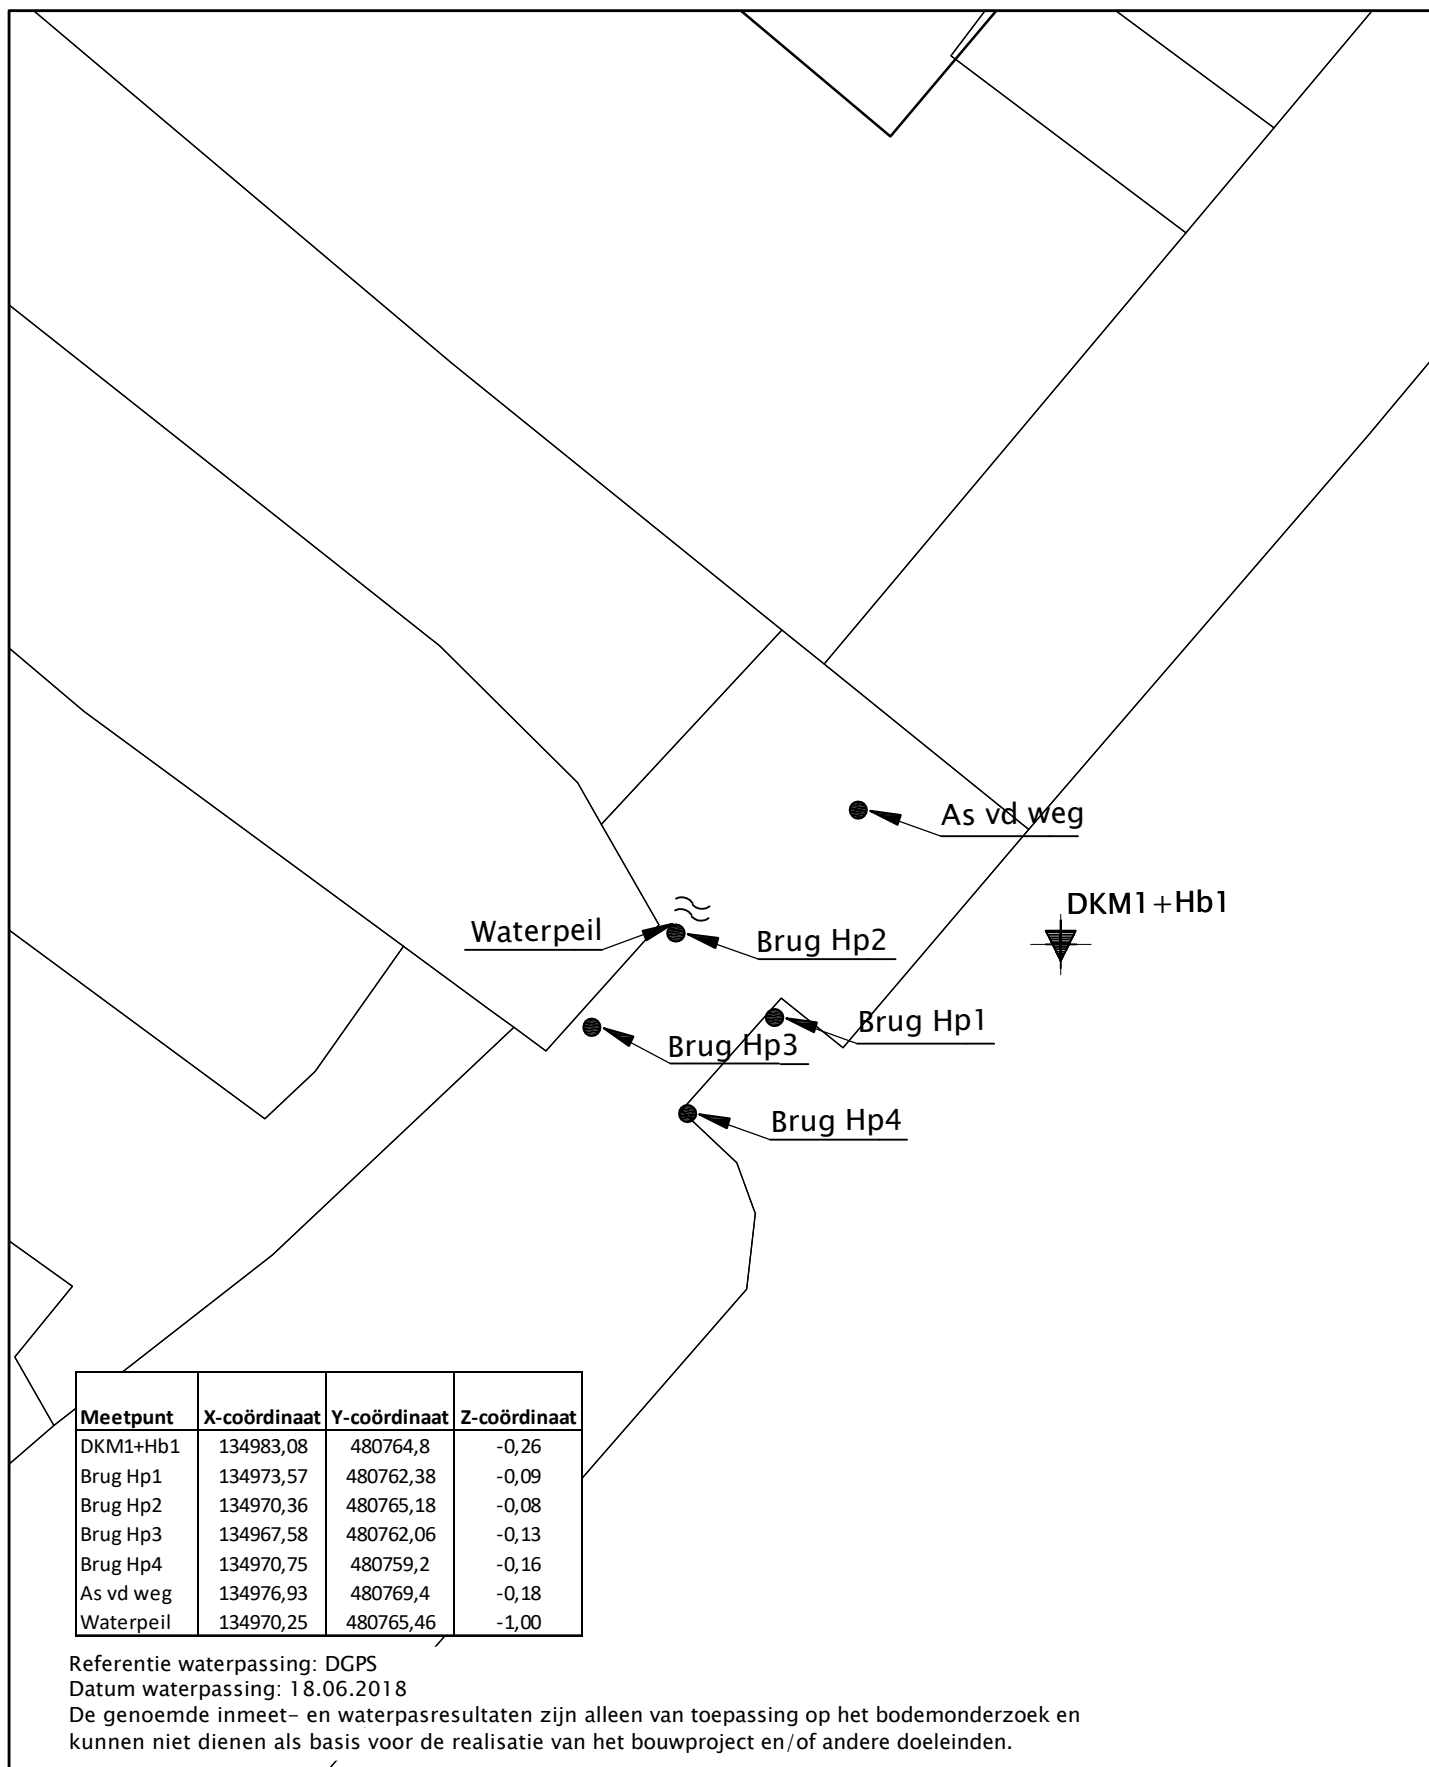 As vd weg
DKM1+Hb1
Waterpeil
Brug Hp2
Brug Hp1
Brug Hp3
Brug Hp4
Meetpunt X-coördinaat Y-coördinaat Z-coördinaat
DKM1+Hb1 134983,08 480764,8 -0,26
Brug Hp1 134973,57 480762,38 -0,09
Brug Hp2 134970,36 480765,18 -0,08
Brug Hp3 134967,58 480762,06 -0,13
Brug Hp4 134970,75 480759,2 -0,16
As vd weg 134976,93 480769,4 -0,18
Waterpeil 134970,25 480765,46 -1,00
Referentie waterpassing: DGPS
Datum waterpassing: 18.06.2018
De genoemde inmeet- en waterpasresultaten zijn alleen van toepassing op het bodemonderzoek en
kunnen niet dienen als basis voor de realisatie van het bouwproject en/of andere doeleinden.